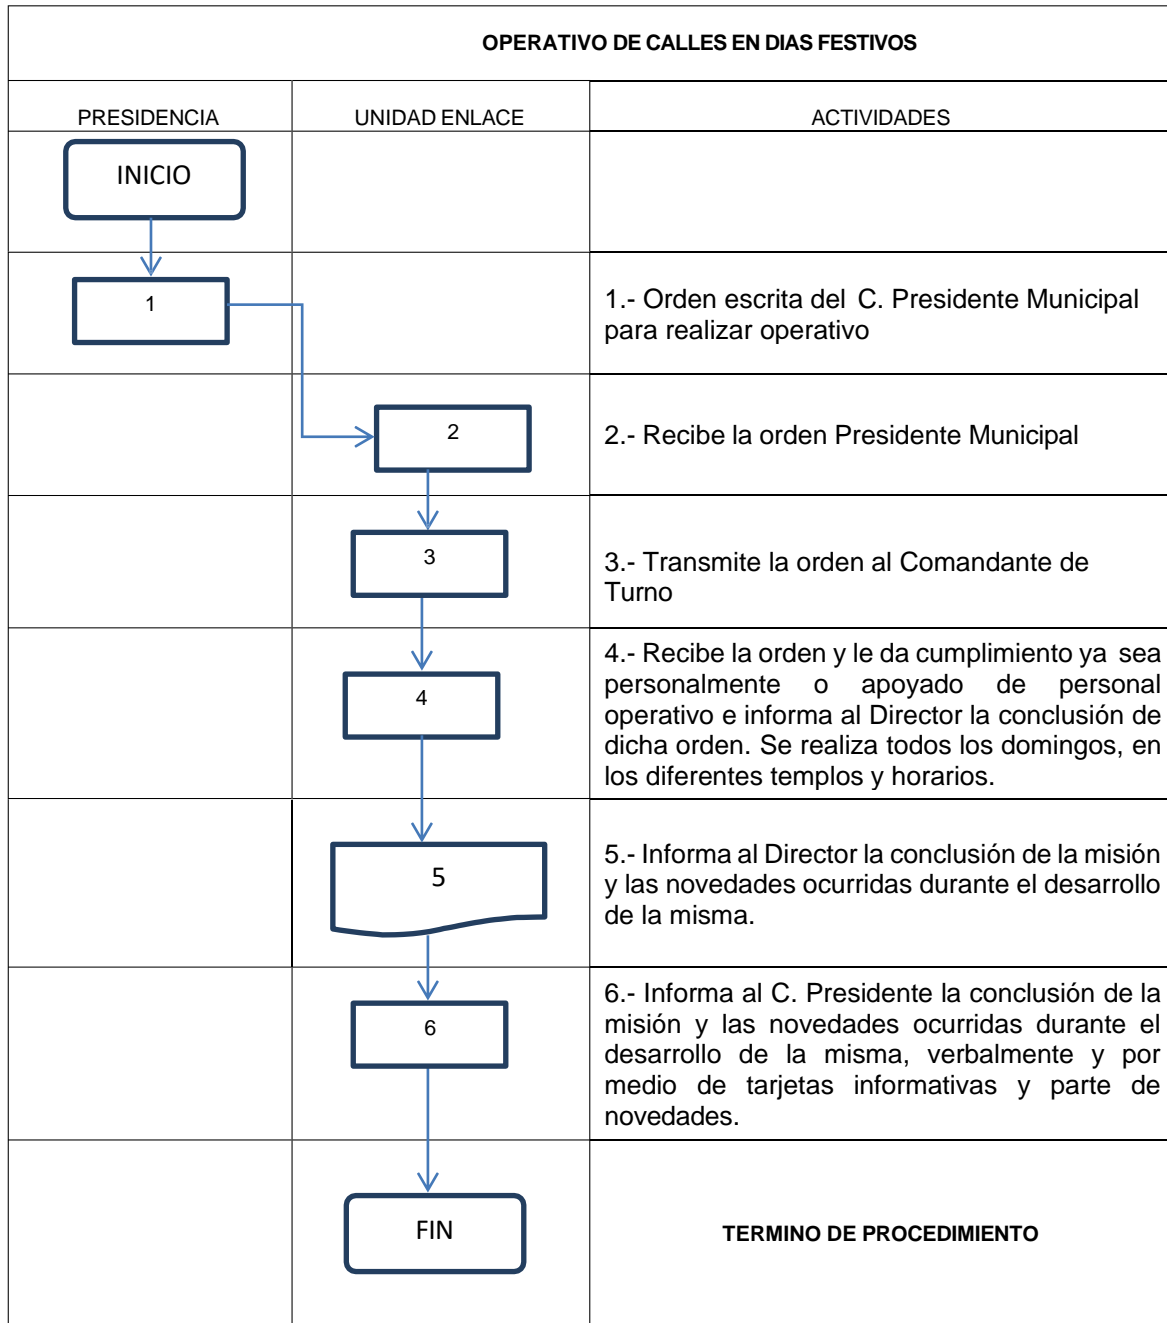 OPERATIVO DE CALLES EN DIAS FESTIVOS
PRESIDENCIA
UNIDAD ENLACE
ACTIVIDADES
INICIO
1
1.- Orden escrita del C. Presidente Municipal
para realizar operativo
2
2.- Recibe la orden Presidente Municipal
3
3.- Transmite la orden al Comandante de
Turno
4
4.- Recibe la orden y le da cumplimiento ya sea
personalmente o apoyado de personal
operativo e informa al Director la conclusión de
dicha orden. Se realiza todos los domingos, en
los diferentes templos y horarios.
5
5.- Informa al Director la conclusión de la misión
y las novedades ocurridas durante el desarrollo
de la misma.
6
6.- Informa al C. Presidente la conclusión de la
misión y las novedades ocurridas durante el
desarrollo de la misma, verbalmente y por
medio de tarjetas informativas y parte de
novedades.
FIN
TERMINO DE PROCEDIMIENTO